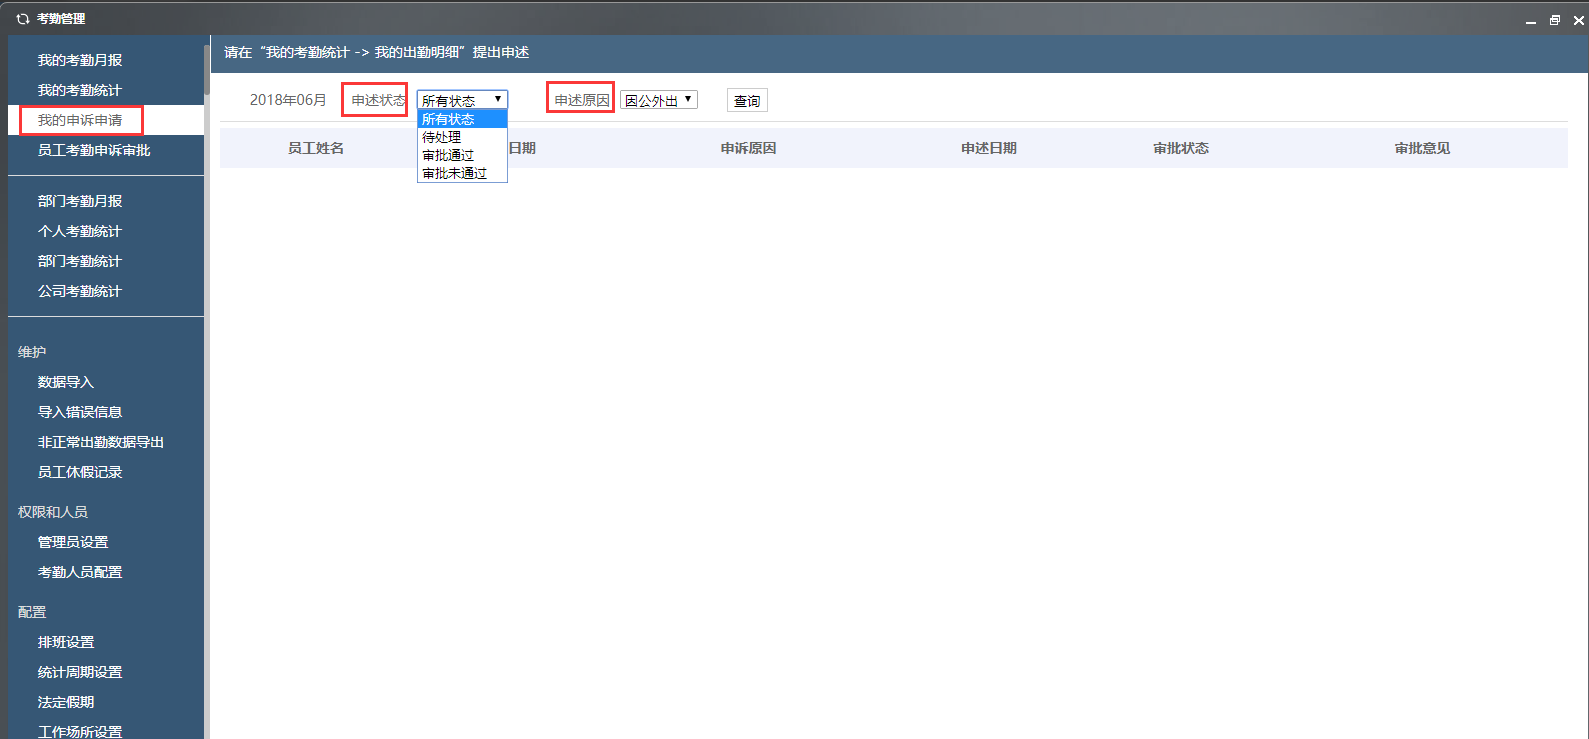 考勤管理
我的考勤月报
我的考勤统计
我的申诉申请
员工考勤申诉审批
部门考勤月报
个人考勤统计
部门考勤统计
公司考勤统计
维护
数据导入
导入错误信息
非正常出勤数据导出
员工休假记录
权限和人员
管理员设置
考勤人员配置
配置
排班设置
统计周期设置
法定假期
工作场所设置
请在“我的考勤统计 -> 我的出勤明细”提出申述
2018年06月 申述状态 所有状态 申述原因 因公外出 查询
所有状态
待处理
审批通过
审批未通过
员工姓名 日期 申诉原因 申述日期 审批状态 审批意见